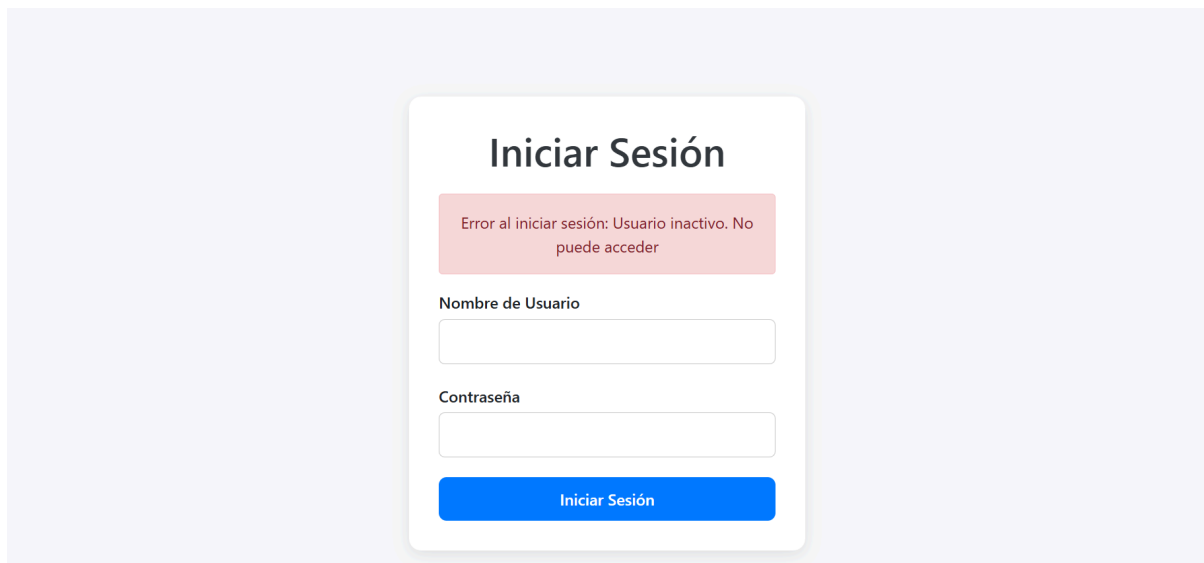 Iniciar Sesión
Error al iniciar sesión: Usuario inactivo. No
puede acceder
Nombre de Usuario
Contraseña
Iniciar Sesión